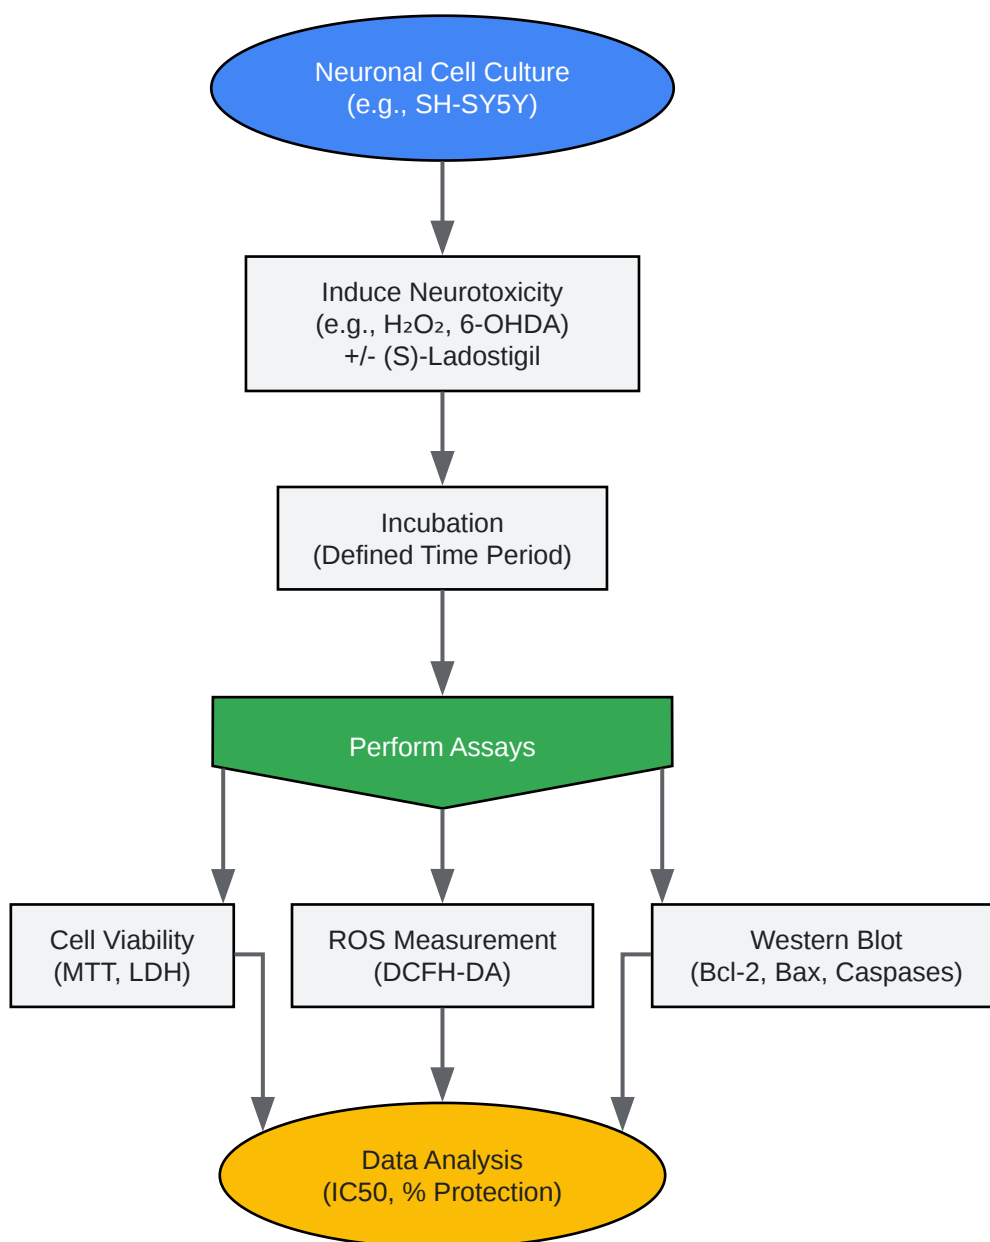 Neuronal Cell Culture
(e.g., SH-SY5Y)
Induce Neurotoxicity
(e.g., H₂O₂, 6-OHDA)
+/- (S)-Ladostigil
Incubation
(Defined Time Period)
Perform Assays
Cell Viability
(MTT, LDH)
ROS Measurement
(DCFH-DA)
Western Blot
(Bcl-2, Bax, Caspases)
Data Analysis
(IC50, % Protection)